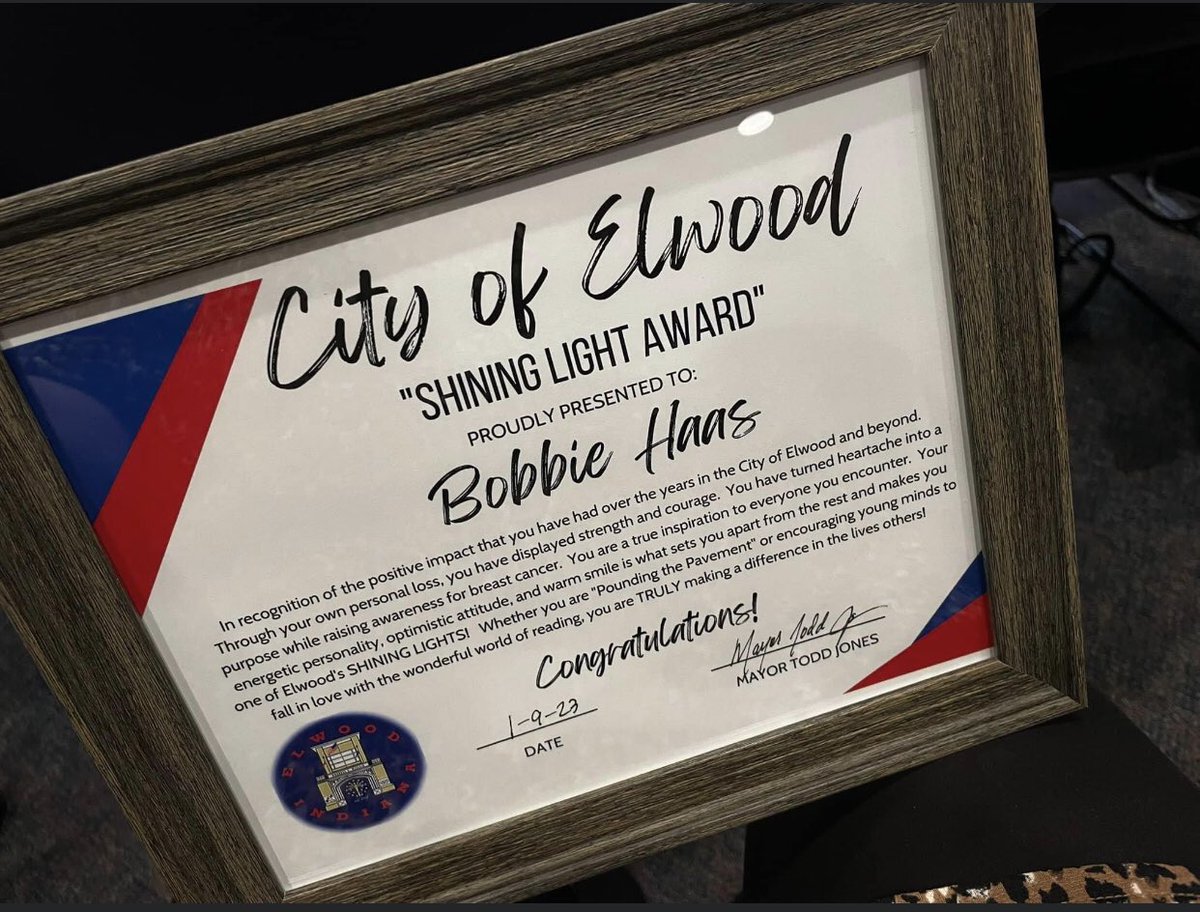 City of Elwood
"SHINING LIGHT AWARD"
PROUDLY PRESENTED TO:
Bobbie Haas
In recognition of the positive impact that you have had over the years in the City of Elwood and beyond.
Through your own personal loss, you have displayed strength and courage. You have turned heartache into a
purpose while raising awareness for breast cancer. You are a true inspiration to everyone you encounter. Your
energetic personality, optimistic attitude, and warm smile is what sets you apart from the rest and makes you
one of Elwood's SHINING LIGHTS! Whether you are "Pounding the Pavement" or encouraging young minds to
fall in love with the wonderful world of reading, you are TRULY making a difference in the lives others!
Congratulations!
1-9-23
DATE
Mayor Todd Jo
MAYOR TODD JONES
ELWOOD
INDIANA